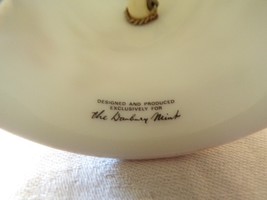 DESIGNED AND PRODUCED
EXCLUSIVELY FOR
the Danbury Mint